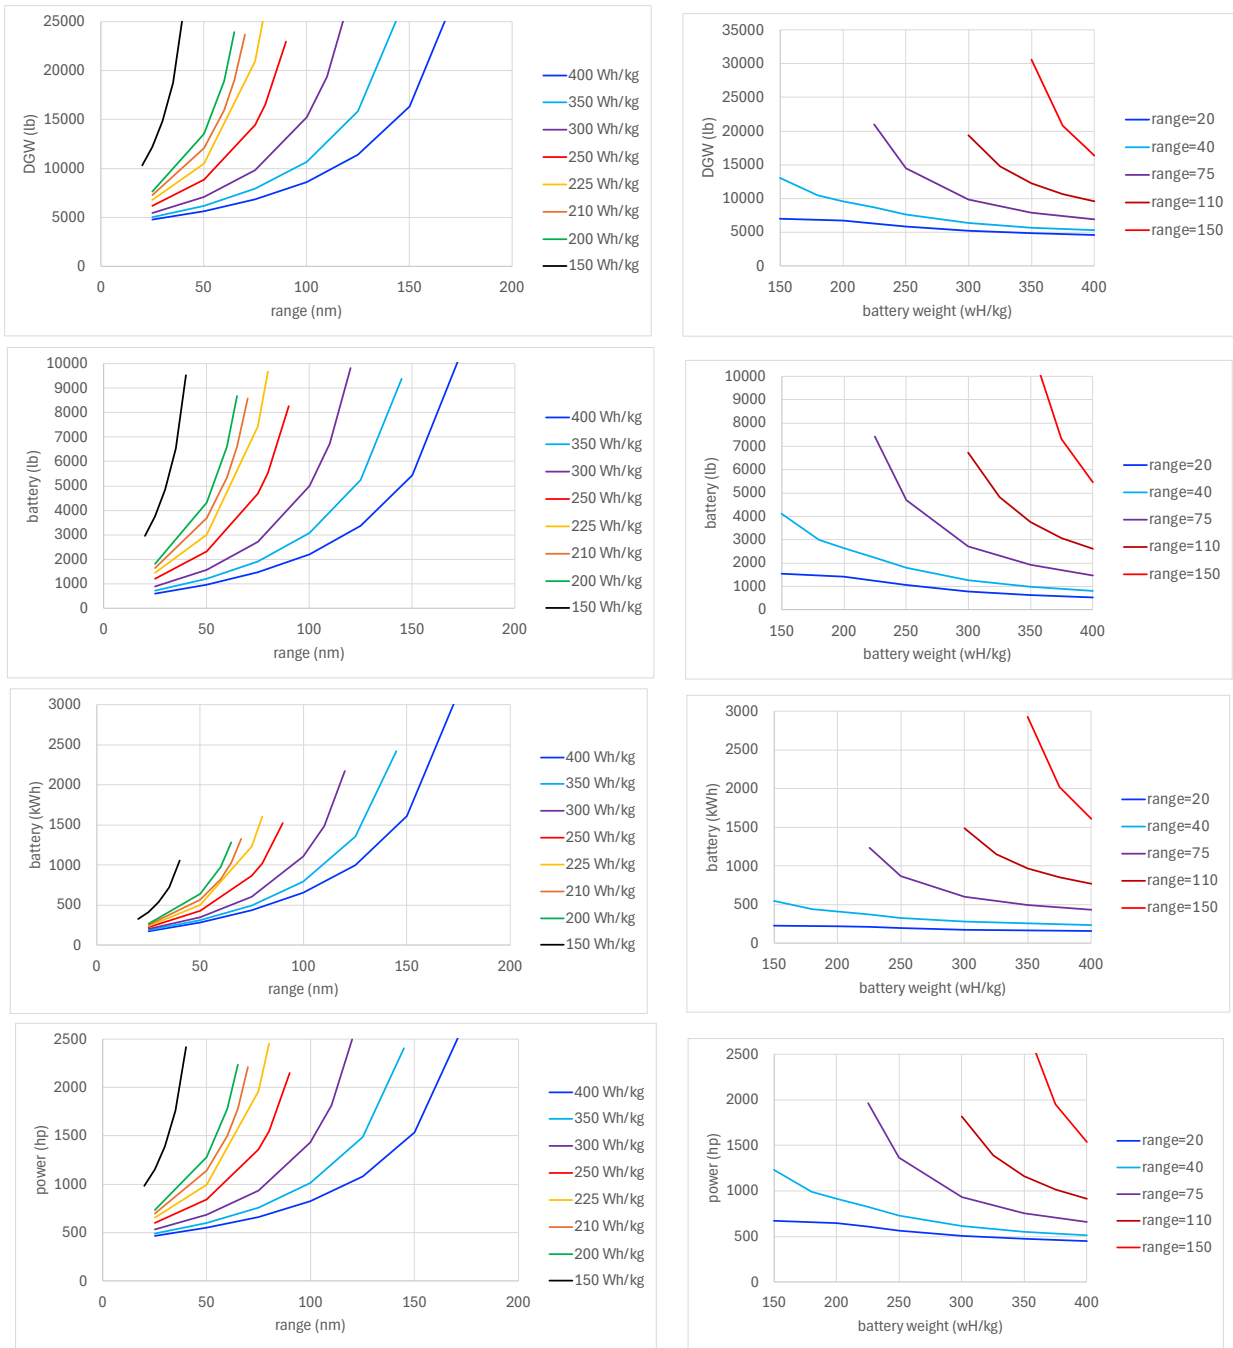 25000
20000
15000
10000
5000
0
DGW (lb)
0 50 100 150 200
range (nm)
400 Wh/kg
350 Wh/kg
300 Wh/kg
250 Wh/kg
225 Wh/kg
210 Wh/kg
200 Wh/kg
150 Wh/kg
35000
30000
25000
20000
15000
10000
5000
0
DGW (lb)
150 200 250 300 350 400
battery weight (wH/kg)
range=20
range=40
range=75
range=110
range=150
10000
9000
8000
7000
6000
5000
4000
3000
2000
1000
0
battery (lb)
0 50 100 150 200
range (nm)
400 Wh/kg
350 Wh/kg
300 Wh/kg
250 Wh/kg
225 Wh/kg
210 Wh/kg
200 Wh/kg
150 Wh/kg
10000
9000
8000
7000
6000
5000
4000
3000
2000
1000
0
battery (lb)
150 200 250 300 350 400
battery weight (wH/kg)
range=20
range=40
range=75
range=110
range=150
3000
2500
2000
1500
1000
500
0
battery (kWh)
0 50 100 150 200
range (nm)
400 Wh/kg
350 Wh/kg
300 Wh/kg
250 Wh/kg
225 Wh/kg
210 Wh/kg
200 Wh/kg
150 Wh/kg
3000
2500
2000
1500
1000
500
0
battery (kWh)
150 200 250 300 350 400
battery weight (wH/kg)
range=20
range=40
range=75
range=110
range=150
2500
2000
1500
1000
500
0
power (hp)
0 50 100 150 200
range (nm)
400 Wh/kg
350 Wh/kg
300 Wh/kg
250 Wh/kg
225 Wh/kg
210 Wh/kg
200 Wh/kg
150 Wh/kg
2500
2000
1500
1000
500
0
power (hp)
150 200 250 300 350 400
battery weight (wH/kg)
range=20
range=40
range=75
range=110
range=150